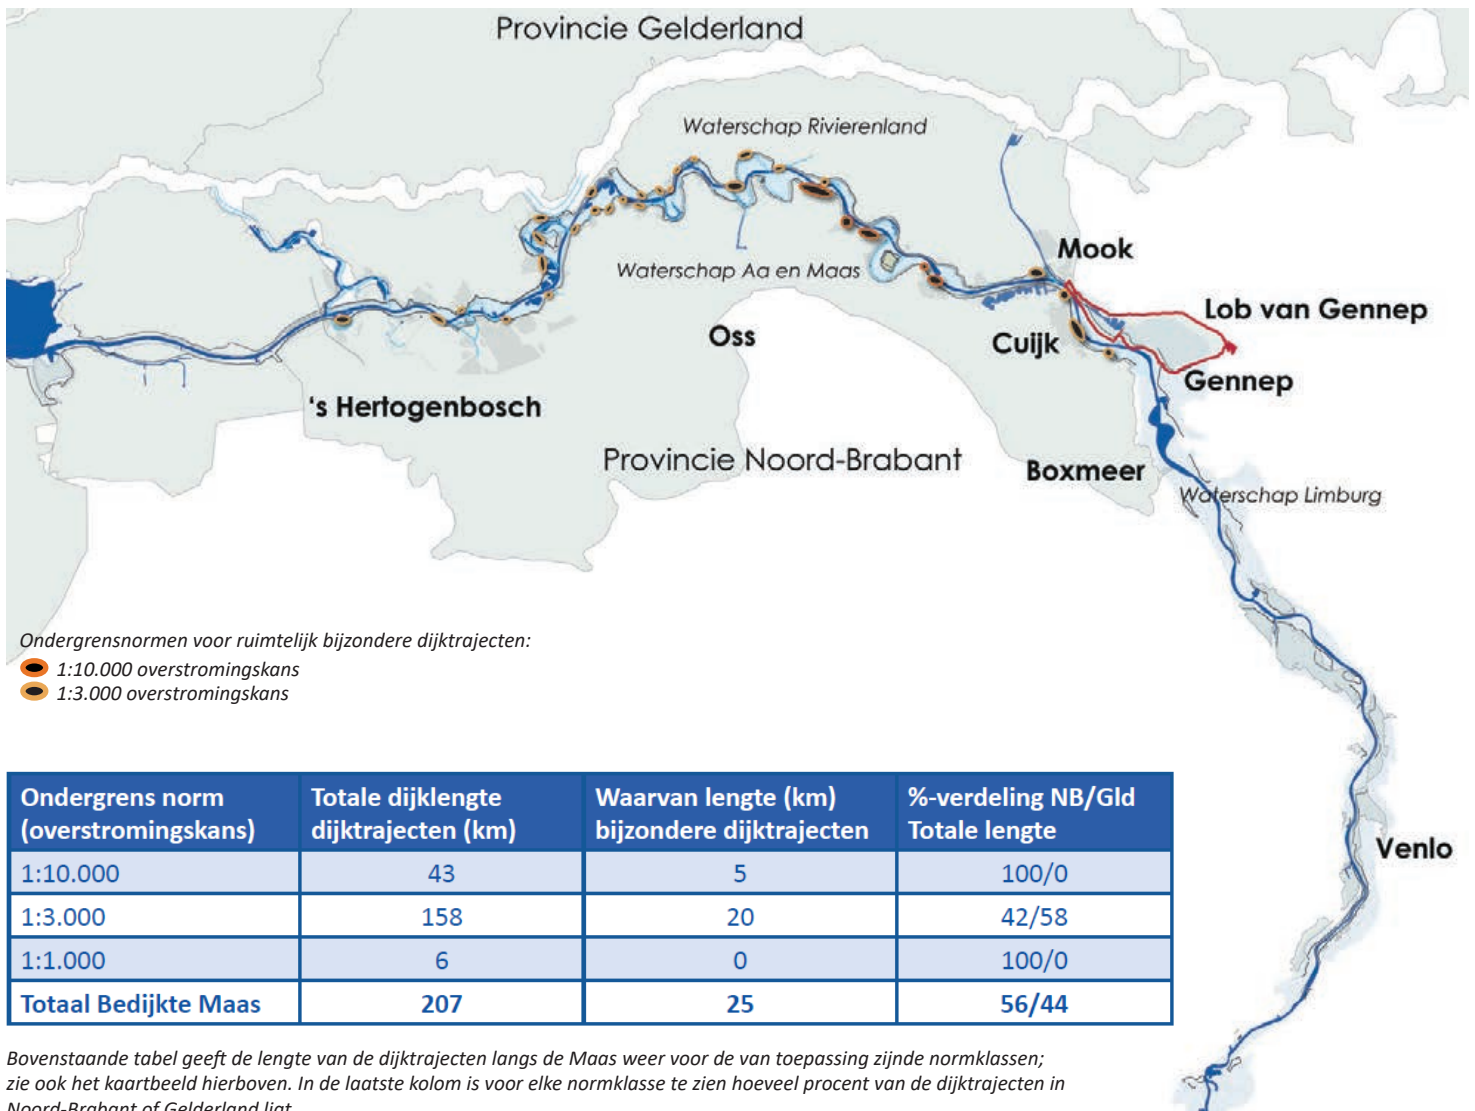 Provincie Gelderland
Waterschap Rivierenland
Mook
Waterschap Aa en Maas
Lob van Gennep
Oss
Cuijk
Gennep
's Hertogenbosch
Provincie Noord-Brabant
Boxmeer
Waterschap Limburg
Ondergrensnormen voor ruimtelijk bijzondere dijktrajecten:
1:10.000 overstromingskans
1:3.000 overstromingskans
Venlo
Ondergrens norm (overstromingskans) Totale dijklengte dijktrajecten (km) Waarvan lengte (km) bijzondere dijktrajecten %-verdeling NB/Gld Totale lengte
1:10.000 43 5 100/0
1:3.000 158 20 42/58
1:1.000 6 0 100/0
Totaal Bedijkte Maas 207 25 56/44
Bovenstaande tabel geeft de lengte van de dijktrajecten langs de Maas weer voor de van toepassing zijnde normklassen;
zie ook het kaartbeeld hierboven. In de laatste kolom is voor elke normklasse te zien hoeveel procent van de dijktrajecten in
Noord-Brabant of Gelderland ligt